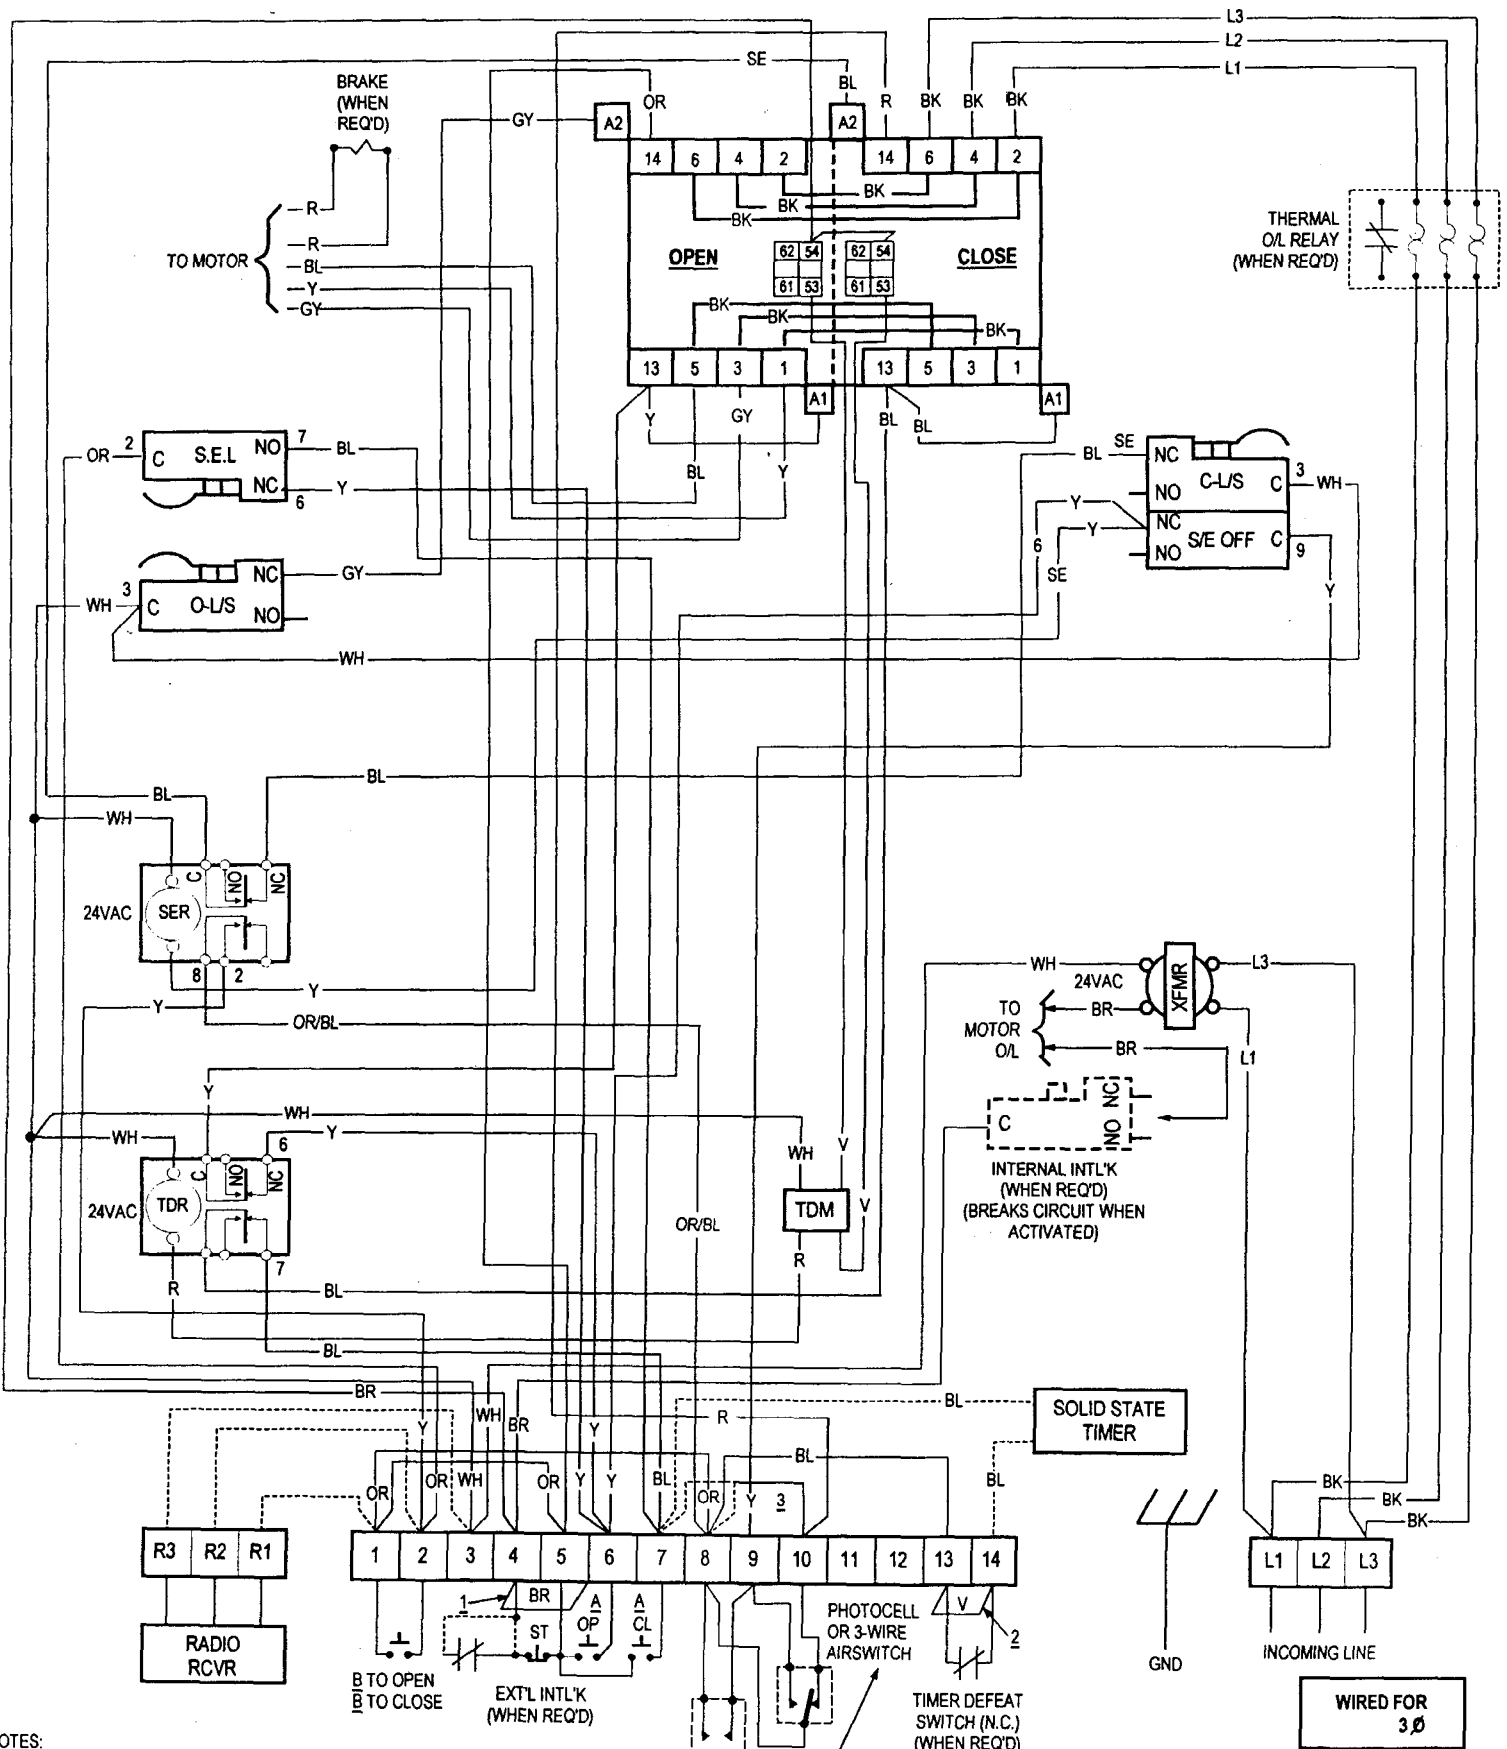 L3
L2
L1
SE
BRAKE
(WHEN
REQ'D)
BL
OR
R
BK
BK
BK
GY
A2
A2
14
6
4
2
14
6
4
2
BK
BK
BK
R
R
TO MOTOR
BL
Y
GY
OPEN
62
54
62
54
61
53
61
53
CLOSE
THERMAL
O/L RELAY
(WHEN REQ'D)
BK
BK
BK
13
5
3
1
13
5
3
1
A1
A1
Y
GY
BL
BL
BL
Y
OR
2
C
S.E.L
NO
7
BL
NC
6
Y
BL
SE
NC
C-L/S
C
3
WH
NO
NC
S/E OFF
C
9
NO
Y
Y
6
SE
Y
WH
3
C
O-L/S
NC
GY
NO
WH
BL
BL
WH
24VAC
SER
C
NO
NC
8
2
Y
Y
OR/BL
WH
24VAC
XFMR
L3
TO
MOTOR
O/L
BR
BR
L1
C
NC
NO
INTERNAL INTL'K
(WHEN REQ'D)
(BREAKS CIRCUIT WHEN
ACTIVATED)
Y
WH
WH
6
Y
24VAC
TDR
C
NO
NC
7
R
BL
BL
WH
V
V
TDM
R
OR/BL
BR
WH
BR
R
BL
SOLID STATE
TIMER
BL
BL
Y
OR
OR
WH
OR
Y
Y
Y
BL
OR
Y
3
BK
BK
BK
R3
R2
R1
RADIO
RCVR
1
2
3
4
5
6
7
8
9
10
11
12
13
14
L1
L2
L3
INCOMING LINE
GND
1
BR
ST
A
OP
A
CL
B TO OPEN
B TO CLOSE
EXT'L INTL'K
(WHEN REQ'D)
PHOTOCELL
OR 3-WIRE
AIRSWITCH
V
2
TIMER DEFEAT
SWITCH (N.C.)
(WHEN REQ'D)
WIRED FOR
3Ø
OTES: